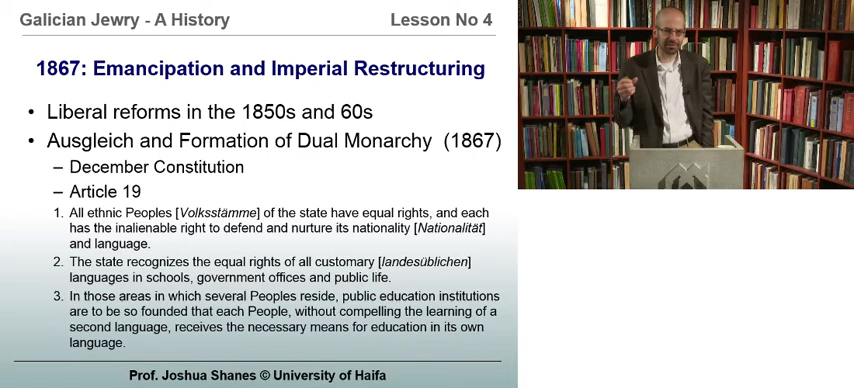 Galician Jewry - A History
Lesson No 4
1867: Emancipation and Imperial Restructuring
• Liberal reforms in the 1850s and 60s
• Ausgleich and Formation of Dual Monarchy (1867)
– December Constitution
– Article 19
1. All ethnic Peoples [Volksstämme] of the state have equal rights, and each
has the inalienable right to defend and nurture its nationality [Nationalität]
and language.
2. The state recognizes the equal rights of all customary [landesüblichen]
languages in schools, government offices and public life.
3. In those areas in which several Peoples reside, public education institutions
are to be so founded that each People, without compelling the learning of a
second language, receives the necessary means for education in its own
language.
Prof. Joshua Shanes © University of Haifa